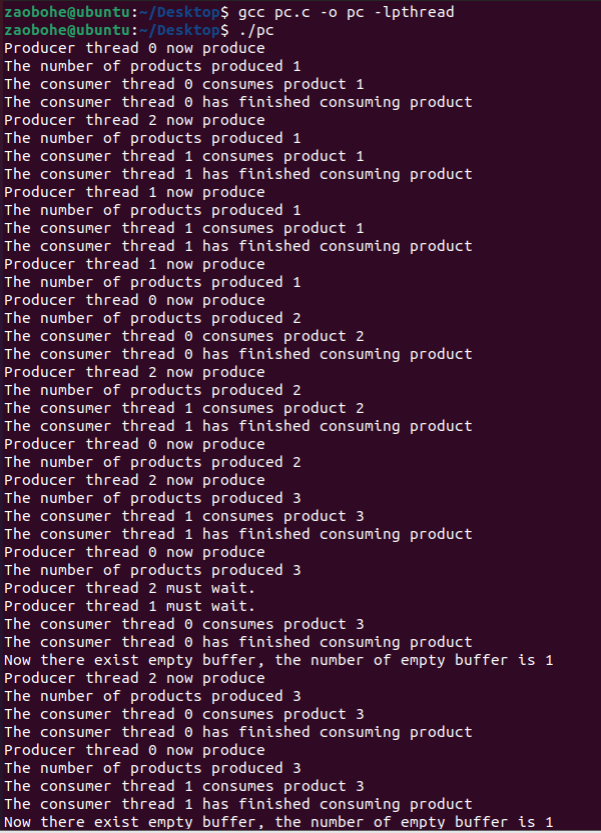 zaobohe@ubuntu:~/Desktop$ gcc pc.c -o pc -lpthread
zaobohe@ubuntu:~/Desktop$ ./pc
Producer thread 0 now produce
The number of products produced 1
The consumer thread 0 consumes product 1
The consumer thread 0 has finished consuming product
Producer thread 2 now produce
The number of products produced 1
The consumer thread 1 consumes product 1
The consumer thread 1 has finished consuming product
Producer thread 1 now produce
The number of products produced 1
The consumer thread 1 consumes product 1
The consumer thread 1 has finished consuming product
Producer thread 1 now produce
The number of products produced 1
Producer thread 0 now produce
The number of products produced 2
The consumer thread 0 consumes product 2
The consumer thread 0 has finished consuming product
Producer thread 2 now produce
The number of products produced 2
The consumer thread 1 consumes product 2
The consumer thread 1 has finished consuming product
Producer thread 0 now produce
The number of products produced 2
Producer thread 2 now produce
The number of products produced 3
The consumer thread 1 consumes product 3
The consumer thread 1 has finished consuming product
Producer thread 0 now produce
The number of products produced 3
Producer thread 2 must wait.
Producer thread 1 must wait.
The consumer thread 0 consumes product 3
The consumer thread 0 has finished consuming product
Now there exist empty buffer, the number of empty buffer is 1
Producer thread 2 now produce
The number of products produced 3
The consumer thread 0 consumes product 3
The consumer thread 0 has finished consuming product
Producer thread 0 now produce
The number of products produced 3
The consumer thread 1 consumes product 3
The consumer thread 1 has finished consuming product
Now there exist empty buffer, the number of empty buffer is 1